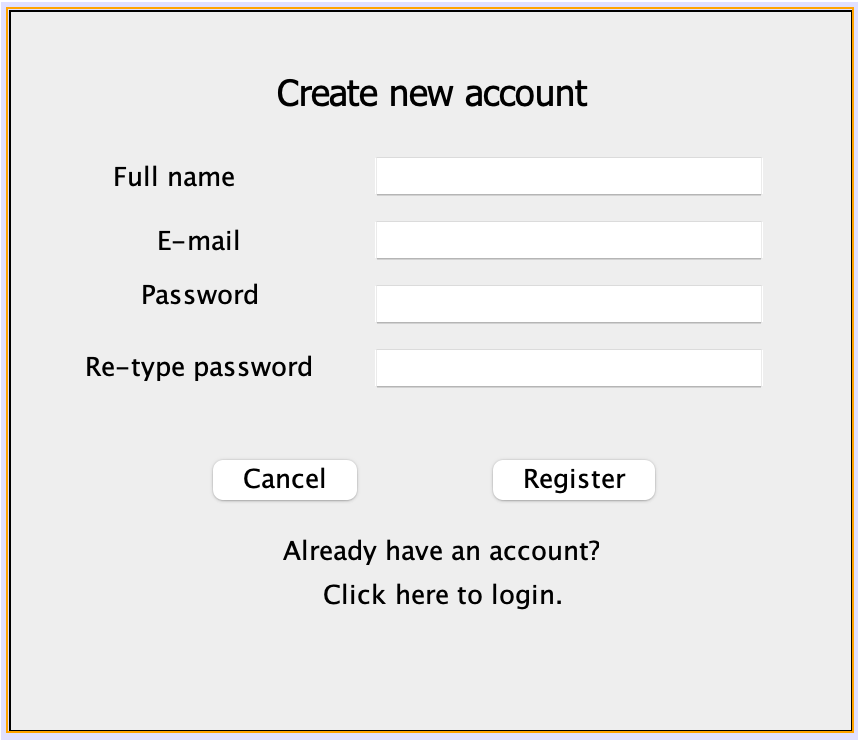 Create new account
Full name
E-mail
Password
Re-type password
Cancel Register
Already have an account?
Click here to login.